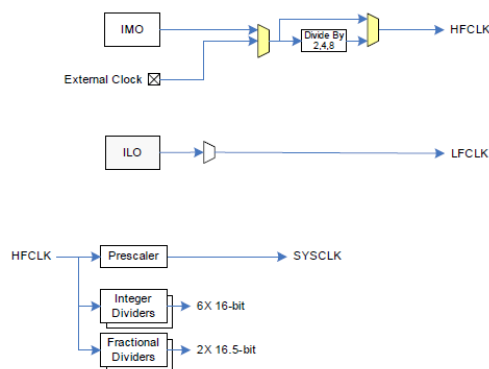 IMO
Divide By
2,4,8
HFCLK
External Clock
ILO
LFCLK
HFCLK
Prescaler
SYSCLK
Integer
Dividers
6X 16-bit
Fractional
Dividers
2X 16.5-bit